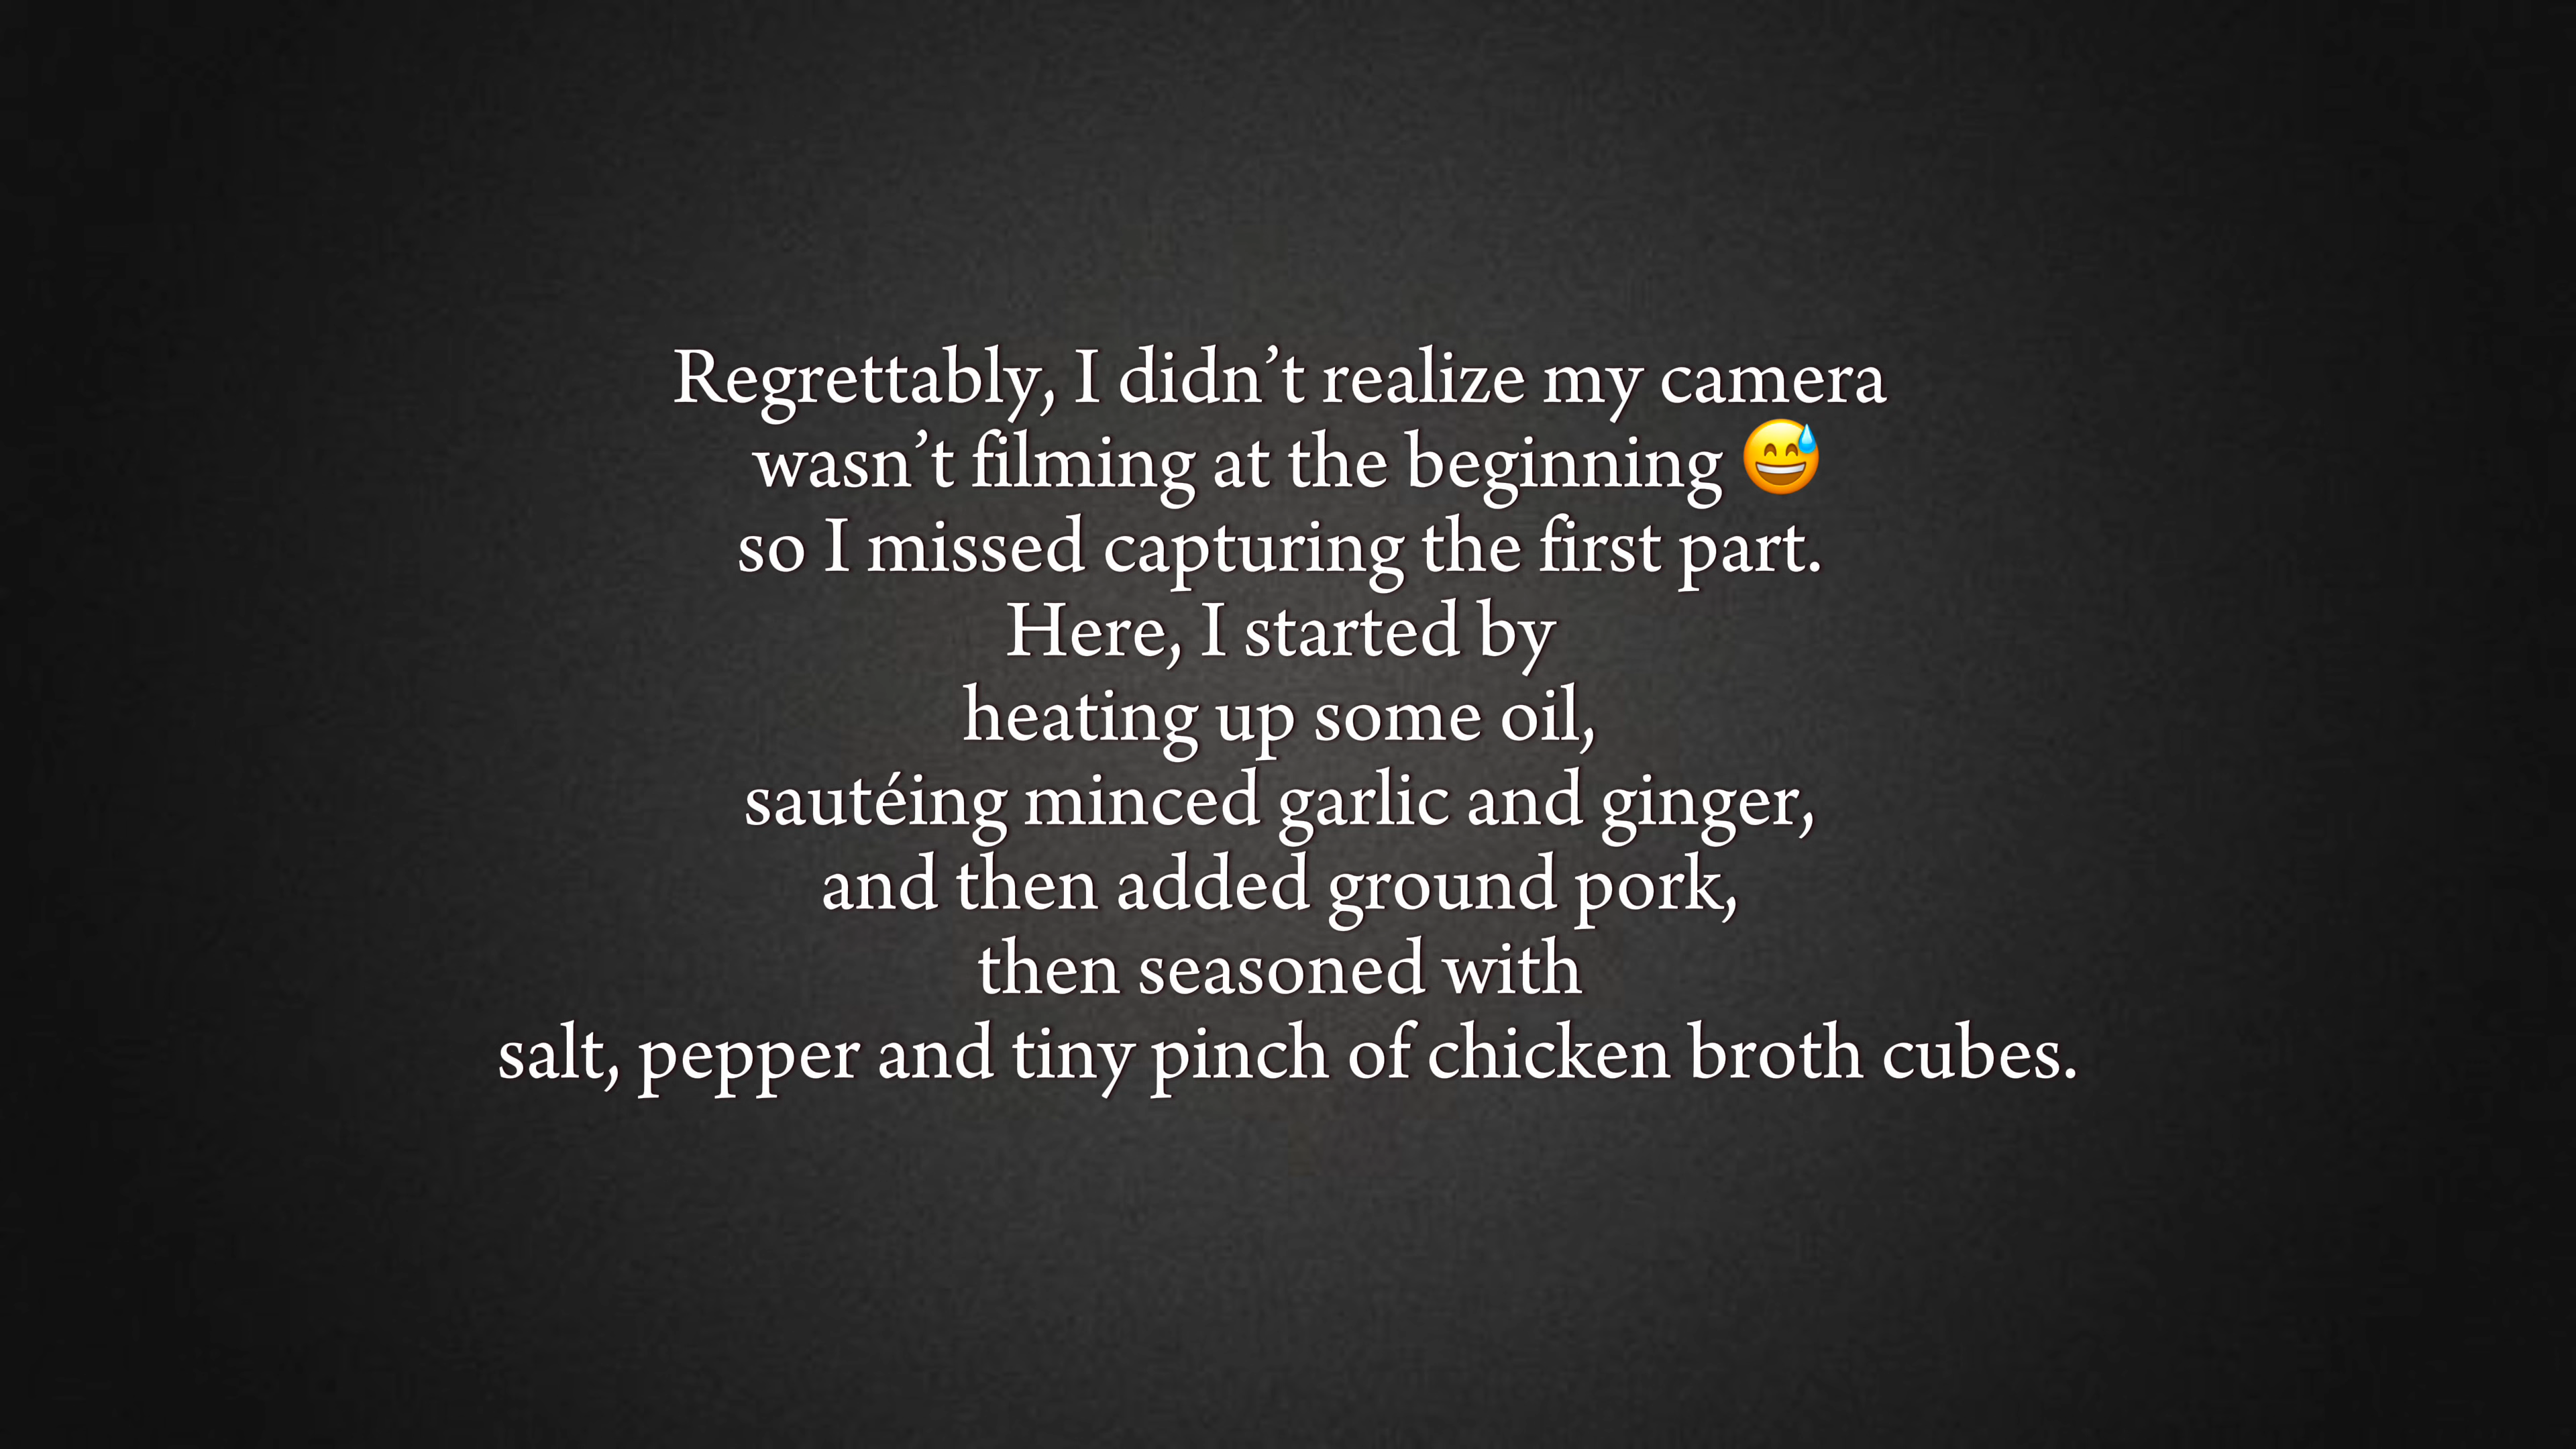 Regrettably, I didn’t realize my camera
wasn’t filming at the beginning 😅
so I missed capturing the first part.
Here, I started by
heating up some oil,
sautéing minced garlic and ginger,
and then added ground pork,
then seasoned with
salt, pepper and tiny pinch of chicken broth cubes.